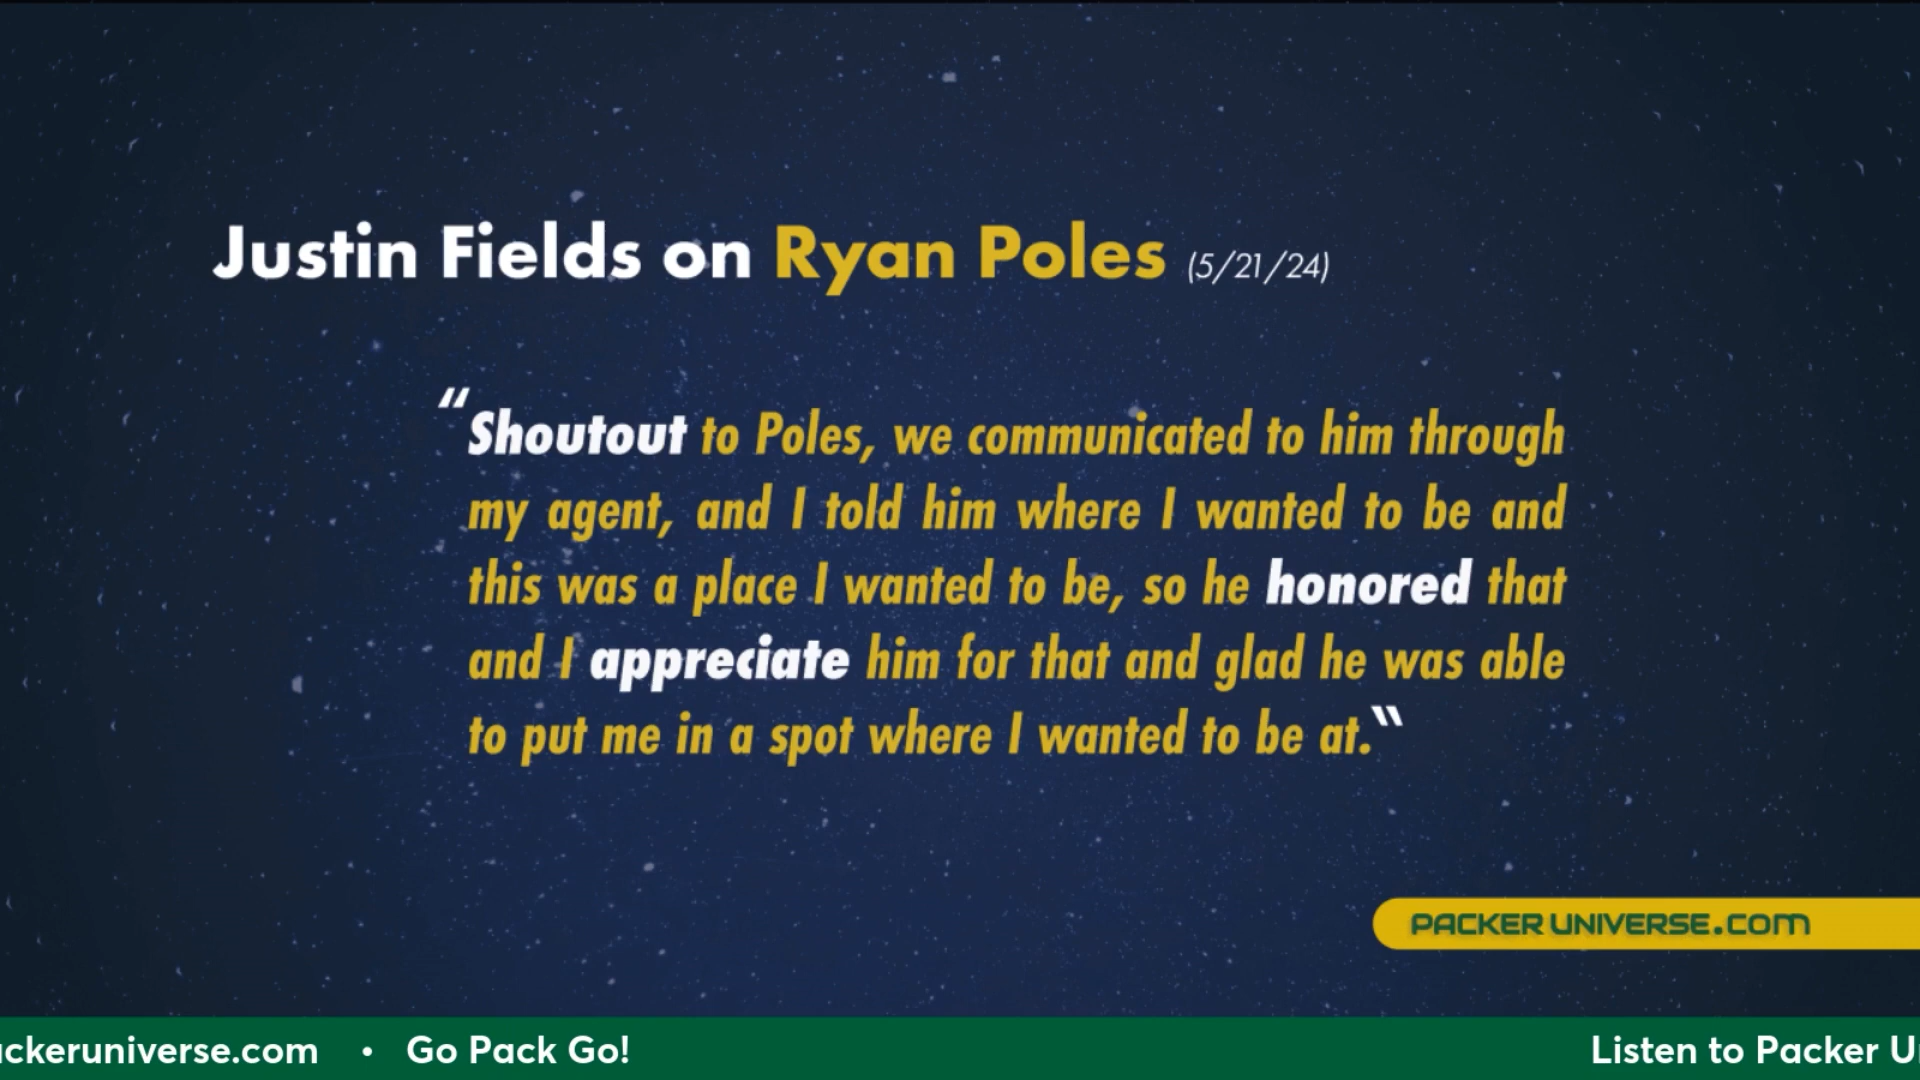 Justin Fields on Ryan Poles (5/21/24)
“Shoutout to Poles, we communicated to him through
my agent, and I told him where I wanted to be and
this was a place I wanted to be, so he honored that
and I appreciate him for that and glad he was able
to put me in a spot where I wanted to be at.“
PACKER UNIVERSE.COM
ckeruniverse.com • Go Pack Go! Listen to Packer U